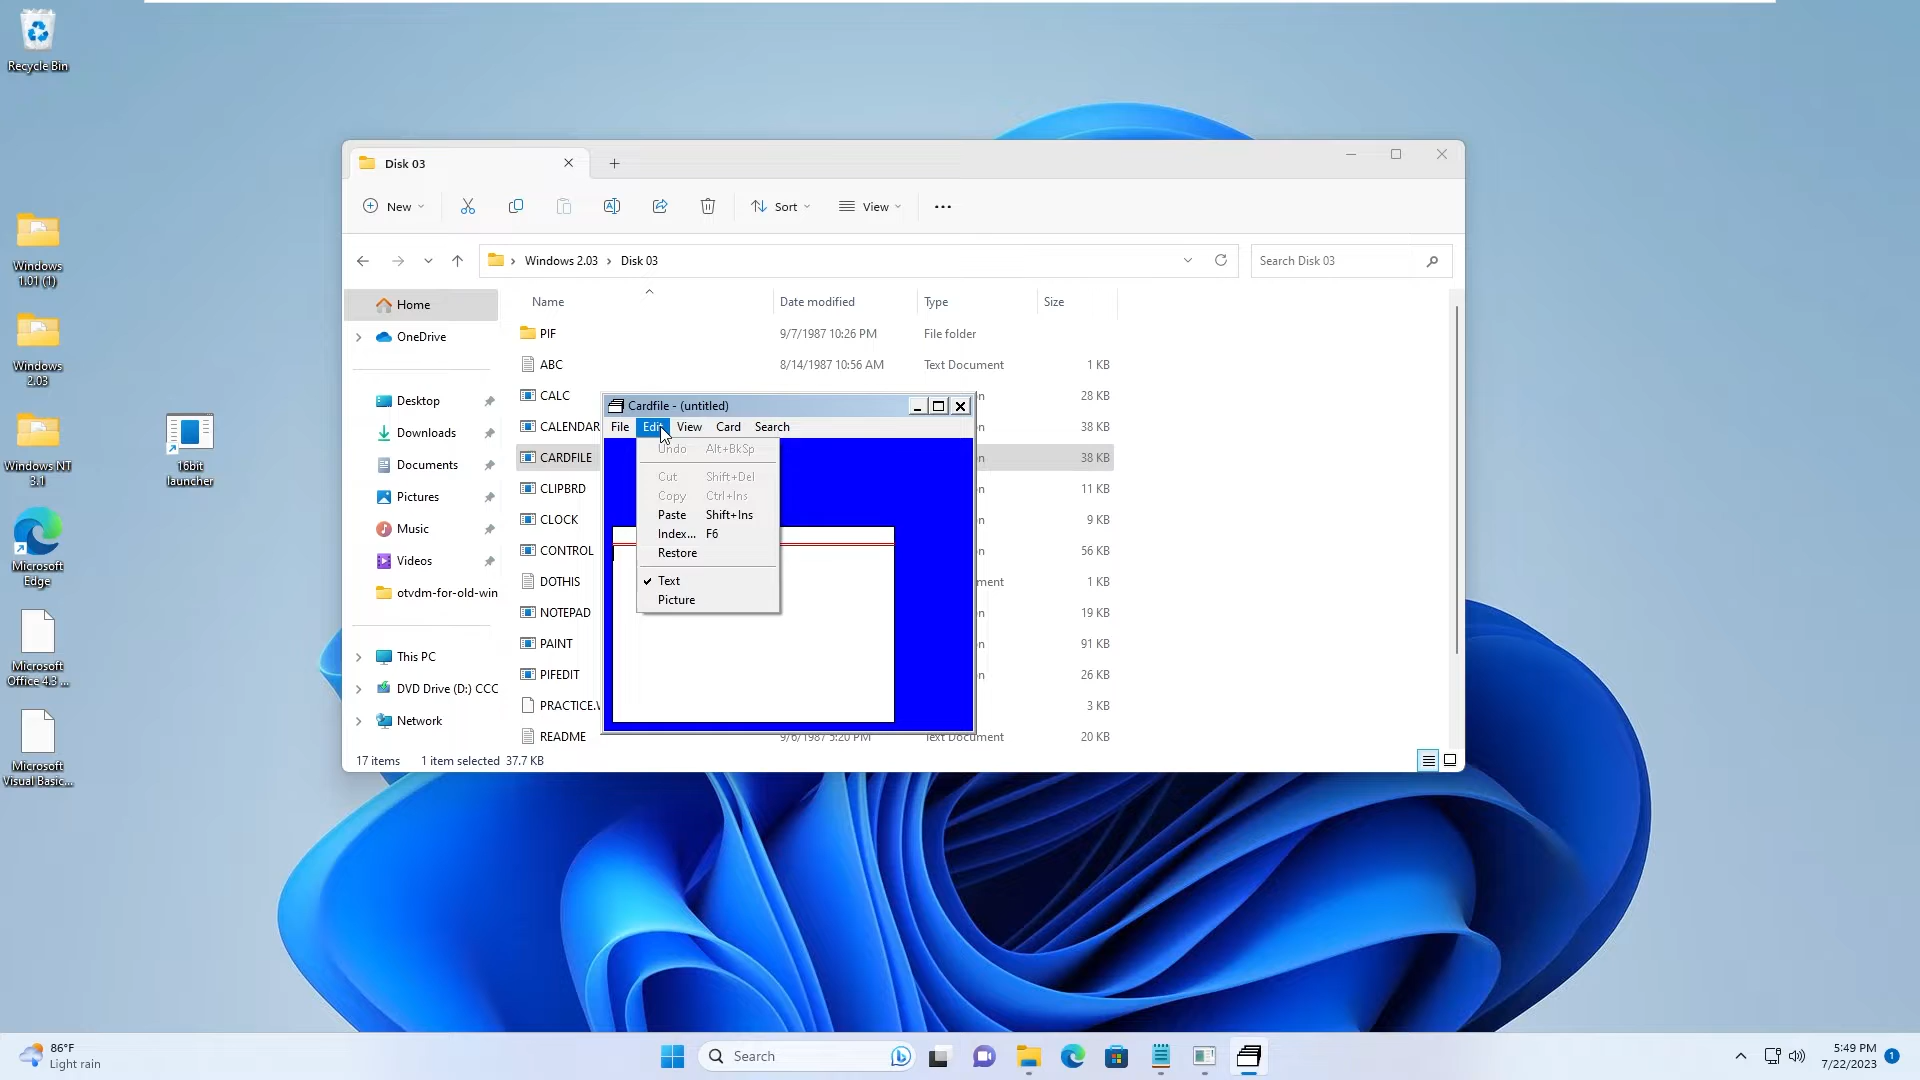 Recycle Bin
Windows
1.01 (1)
Windows
2.03
Windows NT
3.1
16bit
launcher
Microsoft
Edge
Microsoft
Office 4.3 ...
Microsoft
Visual Basic...
Disk 03
New
Sort
View
Windows 2.03 > Disk 03
Search Disk 03
Home
OneDrive
Desktop
Downloads
Documents
Pictures
Music
Videos
otvdm-for-old-win
This PC
DVD Drive (D:) CCC
Network
Name Date modified Type Size
PIF 9/7/1987 10:26 PM File folder
ABC 8/14/1987 10:56 AM Text Document 1 KB
CALC n 28 KB
CALENDAR n 38 KB
CARDFILE n 38 KB
CLIPBRD n 11 KB
CLOCK n 9 KB
CONTROL n 56 KB
DOTHIS ment 1 KB
NOTEPAD n 19 KB
PAINT n 91 KB
PIFEDIT n 26 KB
PRACTICE.W 3 KB
README 9/6/1987 5:20 PM Text Document 20 KB
Cardfile - (untitled)
File Edit View Card Search
Undo Alt+BkSp
Cut Shift+Del
Copy Ctrl+Ins
Paste Shift+Ins
Index... F6
Restore
Text
Picture
17 items 1 item selected 37.7 KB
86°F
Light rain
Search
5:49 PM
7/22/2023
1